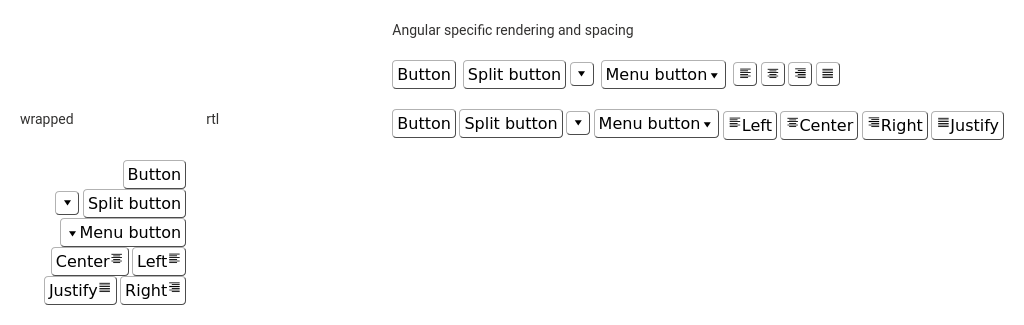 Angular specific rendering and spacing
Button Split button Menu button
wrapped rtl
Button Split button Menu button Left Center Right Justify
Button
Split button
Menu button
Center Left
Justify Right